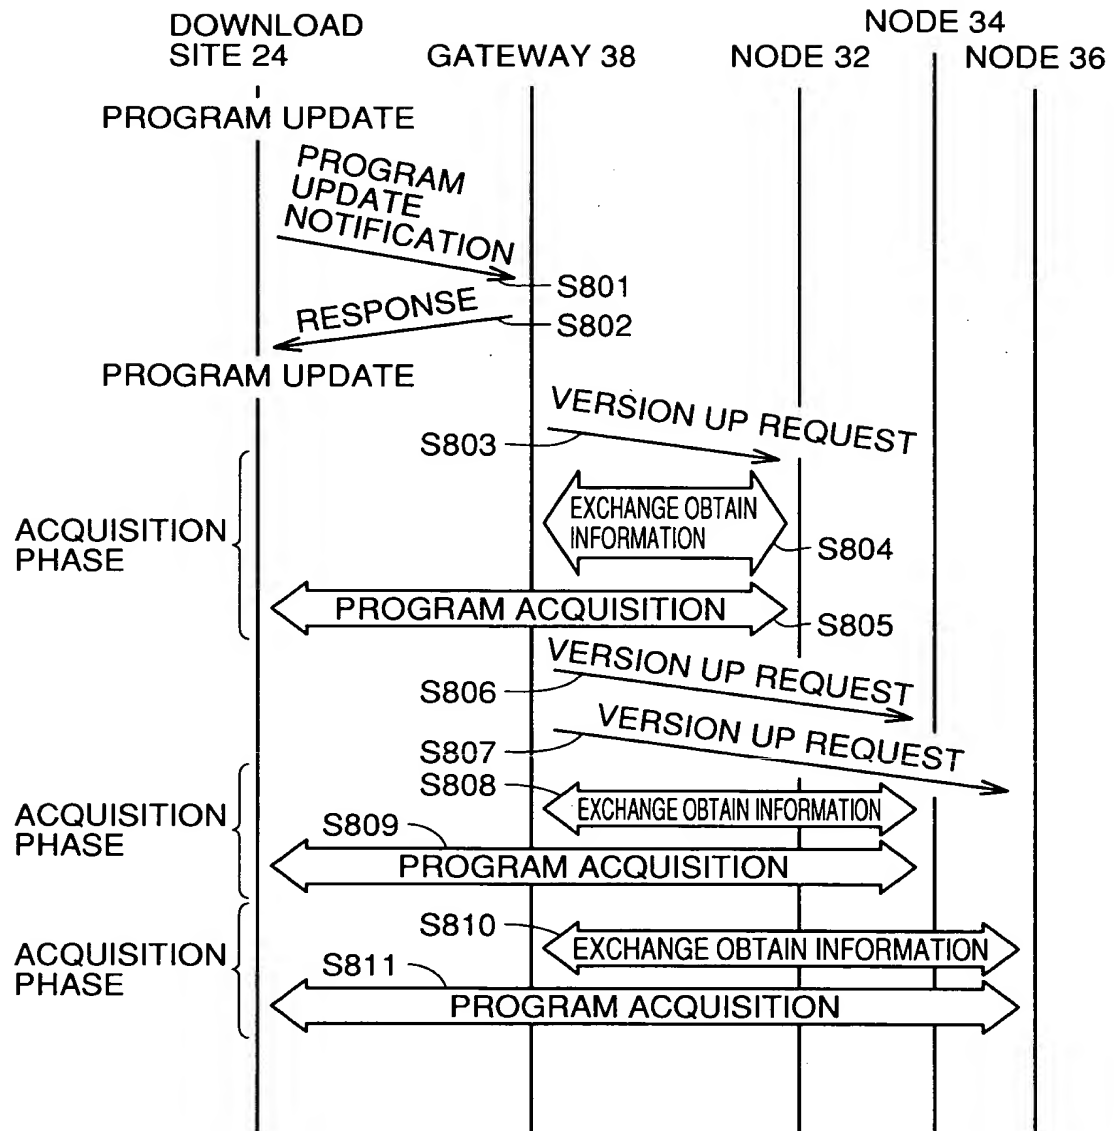 DOWNLOAD
SITE 24
GATEWAY 38
NODE 32
NODE 34
NODE 36
PROGRAM UPDATE
PROGRAM
UPDATE
NOTIFICATION
S801
RESPONSE
S802
PROGRAM UPDATE
VERSION UP REQUEST
S803
ACQUISITION
PHASE
EXCHANGE OBTAIN
INFORMATION
S804
PROGRAM ACQUISITION
S805
VERSION UP REQUEST
S806
VERSION UP REQUEST
S807
ACQUISITION
PHASE
S808
EXCHANGE OBTAIN INFORMATION
S809
PROGRAM ACQUISITION
ACQUISITION
PHASE
S810
EXCHANGE OBTAIN INFORMATION
S811
PROGRAM ACQUISITION